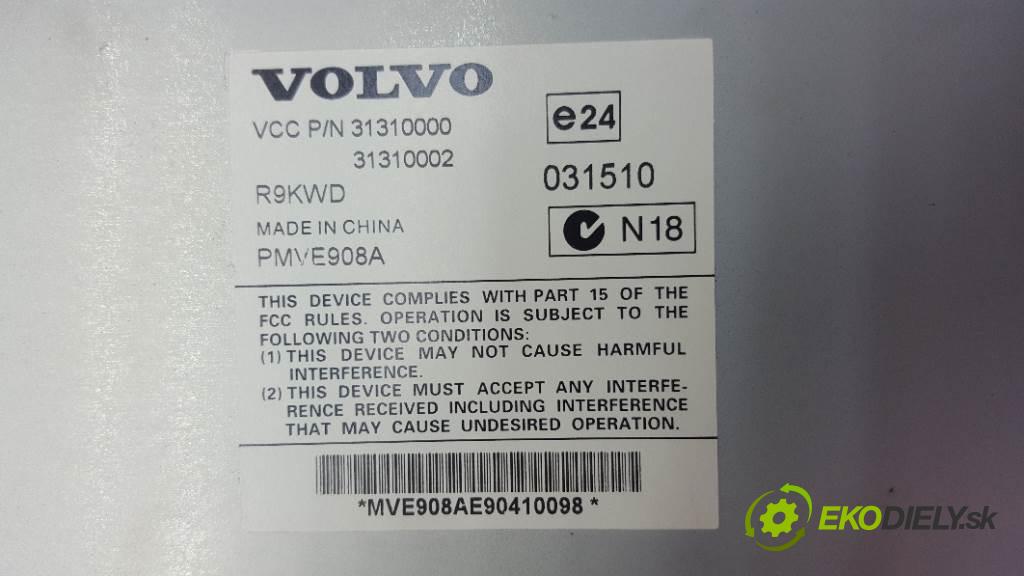 VOLVO
VCC P/N 31310000
31310002
R9KWD
MADE IN CHINA
PMVE908A
e24
031510
N18
THIS DEVICE COMPLIES WITH PART 15 OF THE
FCC RULES. OPERATION IS SUBJECT TO THE
FOLLOWING TWO CONDITIONS:
(1) THIS DEVICE MAY NOT CAUSE HARMFUL
INTERFERENCE.
(2) THIS DEVICE MUST ACCEPT ANY INTERFE-
RENCE RECEIVED INCLUDING INTERFERENCE
THAT MAY CAUSE UNDESIRED OPERATION.
*MVE908AE90410098*
EKODIELY.sk